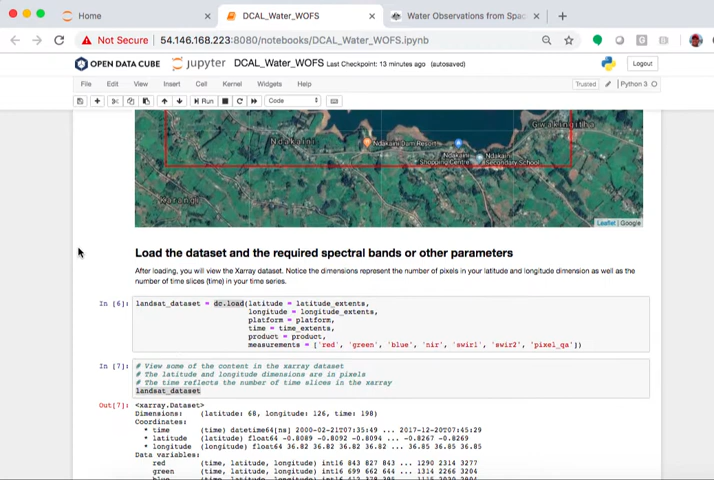 Home
DCAL_Water_WOFS
Water Observations from Spac
Not Secure
54.146.168.223:8080/notebooks/DCAL_Water_WOFS.ipynb
OPEN DATA CUBE
jupyter
DCAL_Water_WOFS
Last Checkpoint: 13 minutes ago
(autosaved)
Logout
File
Edit
View
Insert
Cell
Kernel
Help
Widgets
Trusted
Python 3
Run
Code
Ndakaini
Ndakaini Dam Resort
Gwakingithi
Ndakaini
Shopping Centre
Ndakaini
Secondary School
Karangi
Leaflet | Google
Load the dataset and the required spectral bands or other parameters
After loading, you will view the Xarray dataset. Notice the dimensions represent the number of pixels in your latitude and longitude dimension as well as the
number of time slices (time) in your time series.
In [6]:
landsat_dataset = dc.load(latitude = latitude_extents,
longitude = longitude_extents,
platform = platform,
time = time_extents,
product = product,
measurements = ['red', 'green', 'blue', 'nir', 'swir1', 'swir2', 'pixel_qa'])
In [7]:
# View some of the content in the xarray dataset
# The latitude and longitude dimensions are in pixels
# The time reflects the number of time slices in the xarray
landsat_dataset
Out[7]:
<xarray.Dataset>
Dimensions: (latitude: 68, longitude: 126, time: 198)
Coordinates:
* time (time) datetime64[ns] 2000-02-21T07:35:49 ... 2017-12-20T07:45:29
* latitude (latitude) float64 -0.8089 -0.8092 -0.8094 ... -0.8267 -0.8269
* longitude (longitude) float64 36.82 36.82 36.82 36.82 ... 36.85 36.85 36.85
Data variables:
red (time, latitude, longitude) int16 843 827 843 ... 1290 2314 3277
green (time, latitude, longitude) int16 699 662 644 ... 1314 2266 3204